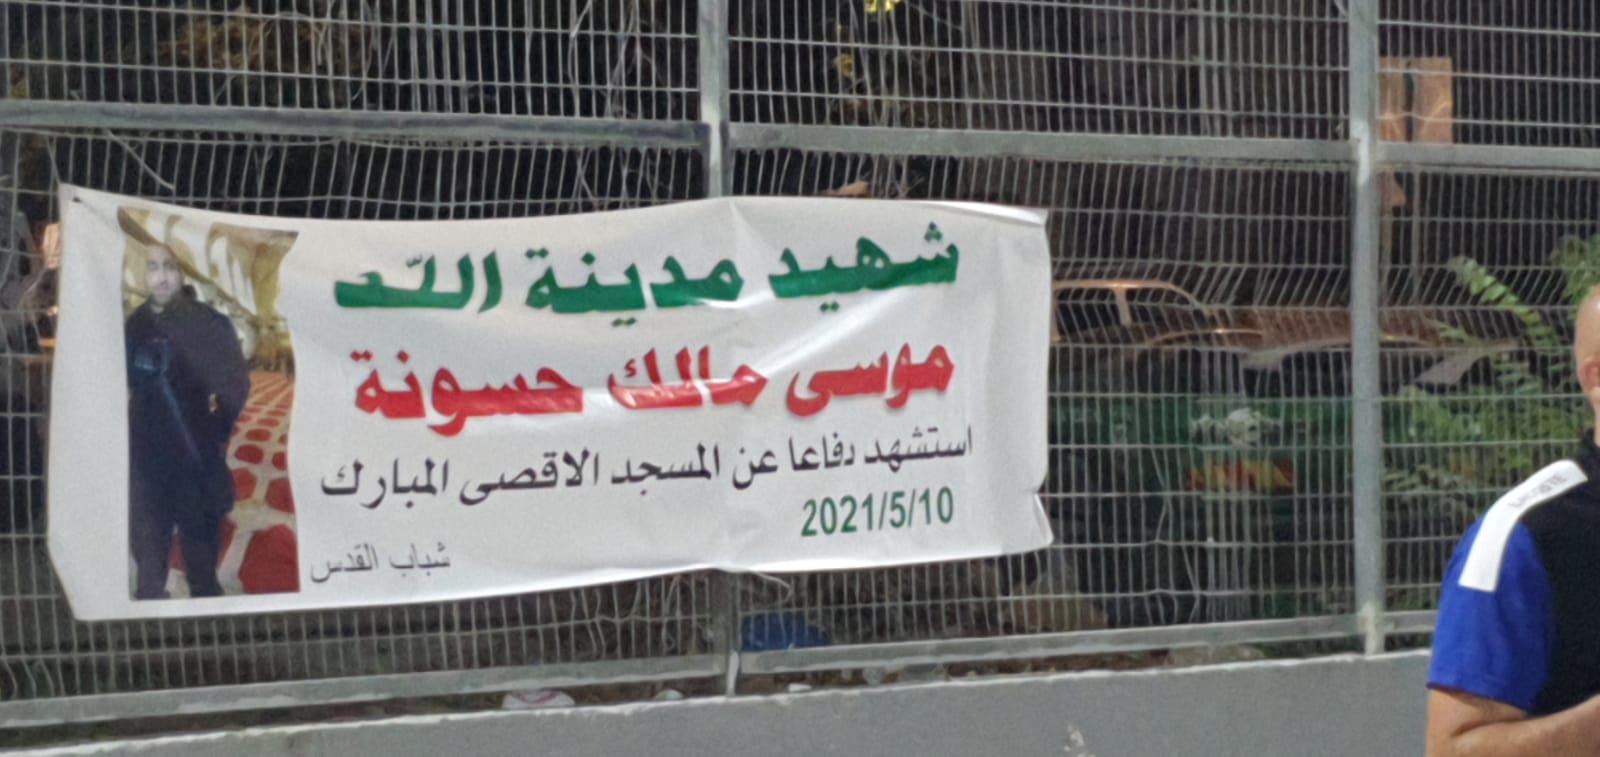 شهيد مدينة اللّد
موسى مالك حسونة
استشهد دفاعا عن المسجد الاقصى المبارك
2021/5/10
شباب القدس